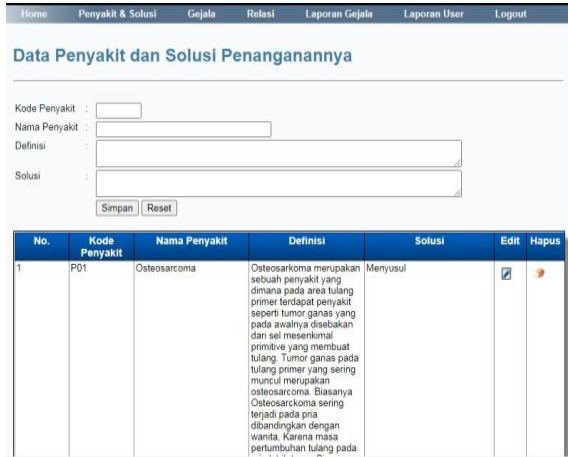 Home Penyakit & Solusi Gejala Relasi Laporan Gejala Laporan User Logout
Data Penyakit dan Solusi Penanganannya
Kode Penyakit :
Nama Penyakit :
Definisi :
Solusi :
Simpan Reset
No. Kode Penyakit Nama Penyakit Definisi Solusi Edit Hapus
1 P01 Osteosarcoma Osteosarkoma merupakan Menyusul
sebuah penyakit yang
dimana pada area tulang
primer terdapat penyakit
seperti tumor ganas yang
pada awalnya disebakan
dari sel mesenkimal
primitive yang membuat
tulang. Tumor ganas pada
tulang primer yang sering
muncul merupakan
osteosarcoma. Biasanya
Osteosarckoma sering
terjadi pada pria
dibandingkan dengan
wanita, Karena masa
pertumbuhan tulang pada